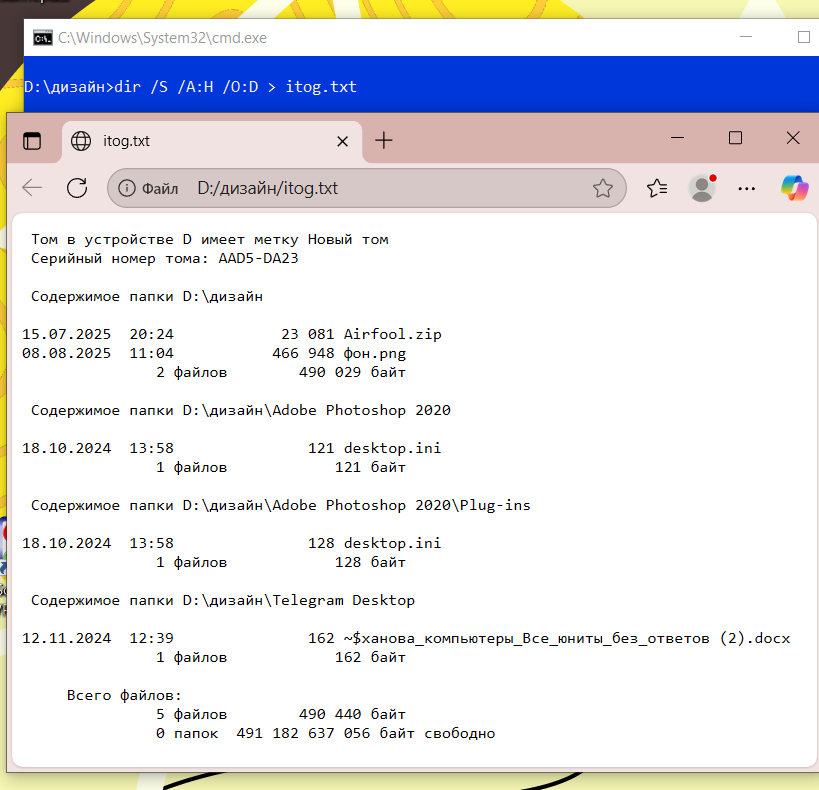 C:\Windows\System32\cmd.exe
D:\дизайн>dir /S /A:H /O:D > itog.txt
itog.txt
Файл D:/дизайн/itog.txt
Том в устройстве D имеет метку Новый том
Серийный номер тома: AAD5-DA23
Содержимое папки D:\дизайн
15.07.2025 20:24 23 081 Airfool.zip
08.08.2025 11:04 466 948 фон.png
2 файлов 490 029 байт
Содержимое папки D:\дизайн\Adobe Photoshop 2020
18.10.2024 13:58 121 desktop.ini
1 файлов 121 байт
Содержимое папки D:\дизайн\Adobe Photoshop 2020\Plug-ins
18.10.2024 13:58 128 desktop.ini
1 файлов 128 байт
Содержимое папки D:\дизайн\Telegram Desktop
12.11.2024 12:39 162 ~$ханова_компьютеры_Все_юниты_без_ответов (2).docx
1 файлов 162 байт
Всего файлов:
5 файлов 490 440 байт
0 папок 491 182 637 056 байт свободно